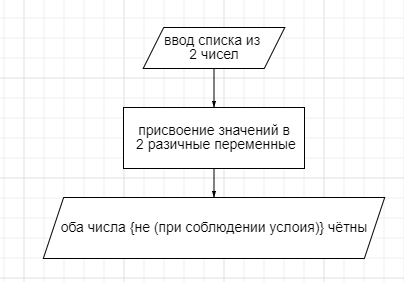 ввод списка из
2 чисел
присвоение значений в
2 разичные переменные
оба числа {не (при соблюдении услоия)} чётны